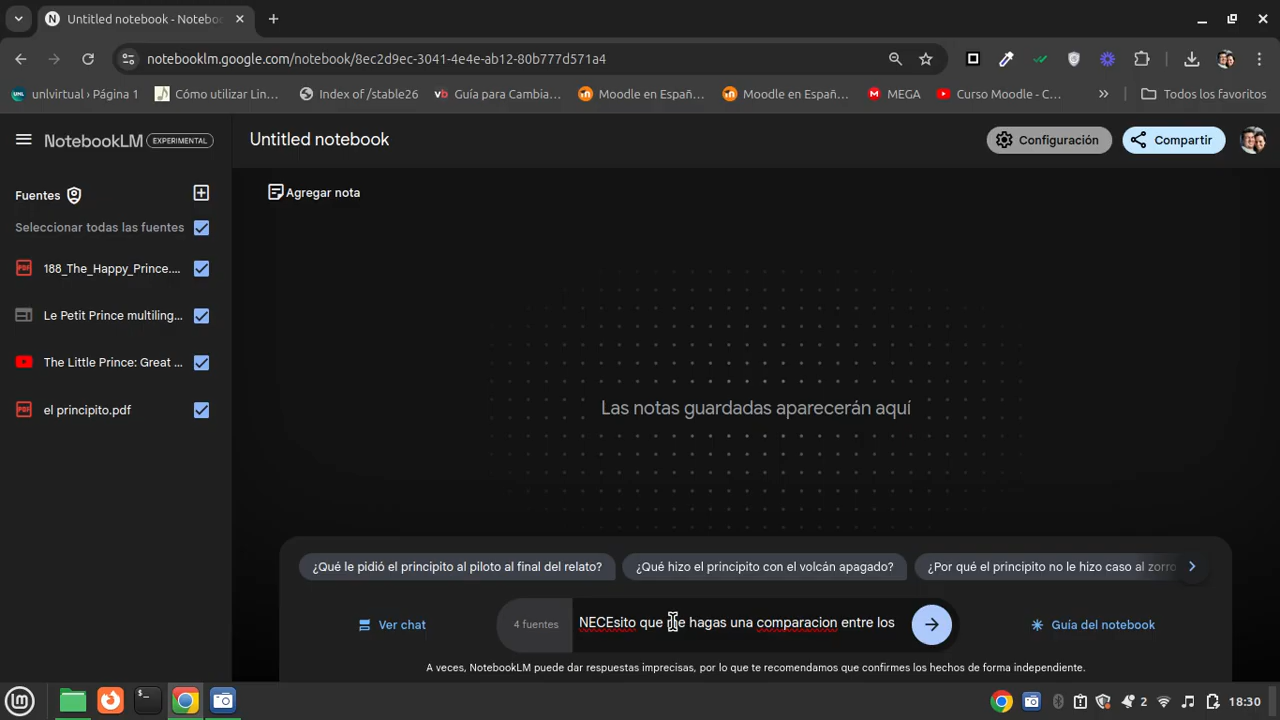 Untitled notebook - Notebo
notebooklm.google.com/notebook/8ec2d9ec-3041-4e4e-ab12-80b777d571a4
unlvirtual › Página 1
Cómo utilizar Lin...
Index of /stable26
Guía para Cambia...
Moodle en Españ...
Moodle en Españ...
MEGA
Curso Moodle - C...
Todos los favoritos
NotebookLM EXPERIMENTAL
Untitled notebook
Configuración
Compartir
Fuentes
Agregar nota
Seleccionar todas las fuentes
188_The_Happy_Prince....
Le Petit Prince multiling...
The Little Prince: Great ...
el principito.pdf
Las notas guardadas aparecerán aquí
¿Qué le pidió el principito al piloto al final del relato?
¿Qué hizo el principito con el volcán apagado?
¿Por qué el principito no le hizo caso al zorro
Ver chat
4 fuentes
NECEsito que me hagas una comparacion entre los
Guía del notebook
A veces, NotebookLM puede dar respuestas imprecisas, por lo que te recomendamos que confirmes los hechos de forma independiente.
2
18:30